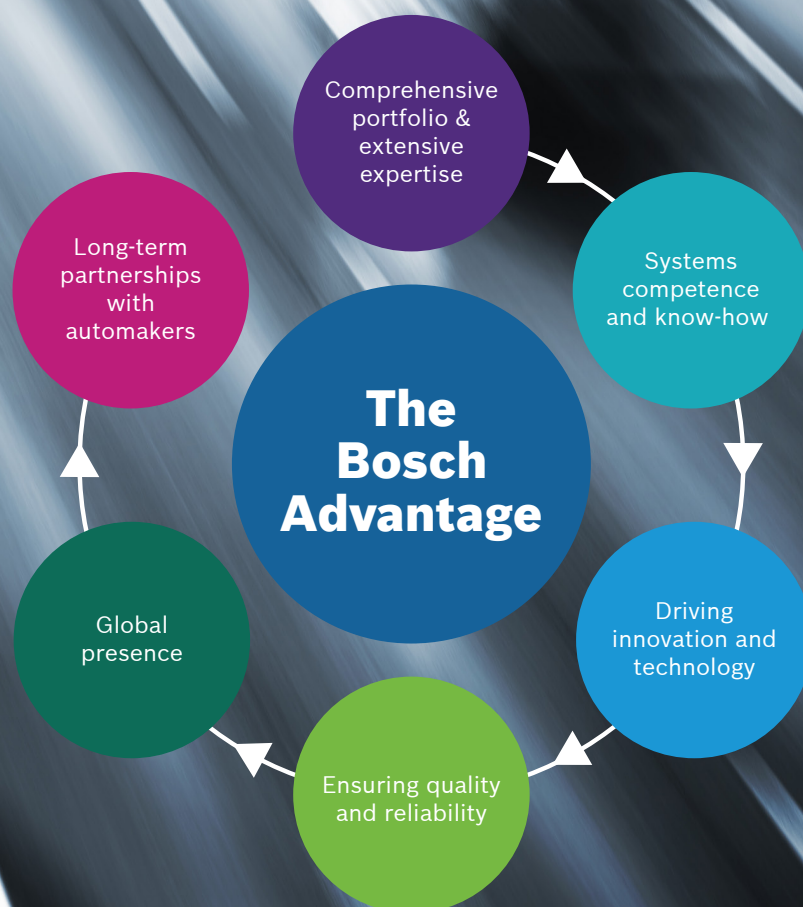 Comprehensive
portfolio &
extensive
expertise
Systems
competence
and know-how
Driving
innovation and
technology
Ensuring quality
and reliability
Global
presence
Long-term
partnerships
with
automakers
The
Bosch
Advantage